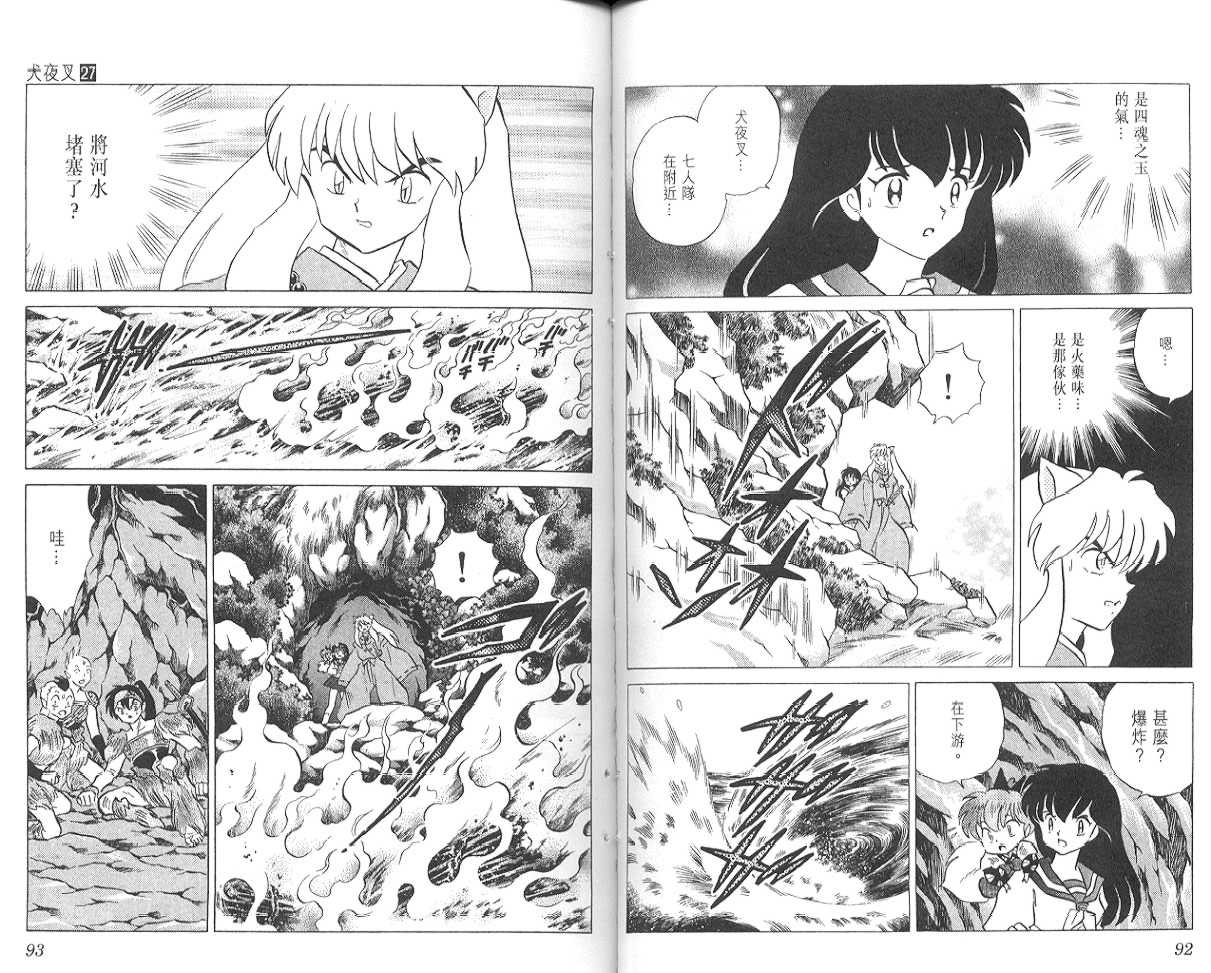 是四魂之玉
的氣…
犬夜叉…
七人隊
在附近…
嗯…
是火藥味…
是那傢伙…
!
甚麼?
爆炸?
在下游。
92
犬夜叉 27
將河水
堵塞了?
!
哇…
93